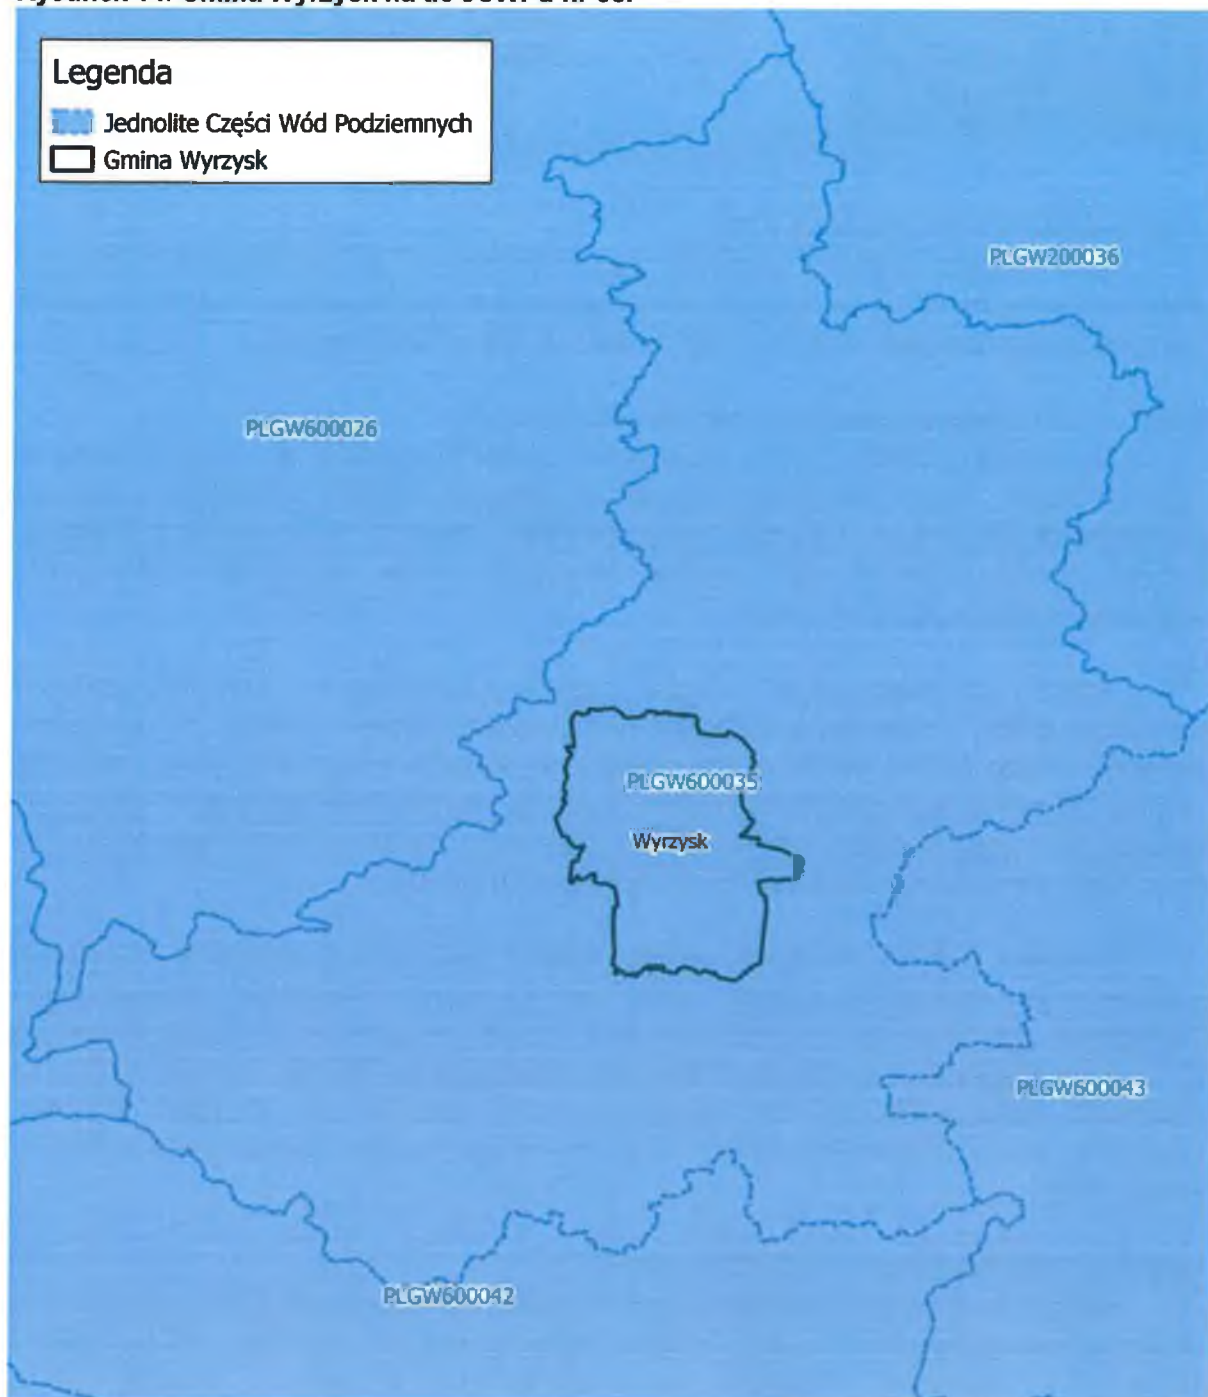 Legenda
Jednolite Części Wód Podziemnych
Gmina Wyrzysk
PLGW200036
PLGW600026
PLGW600035
Wyrzysk
PLGW600043
PLGW600042